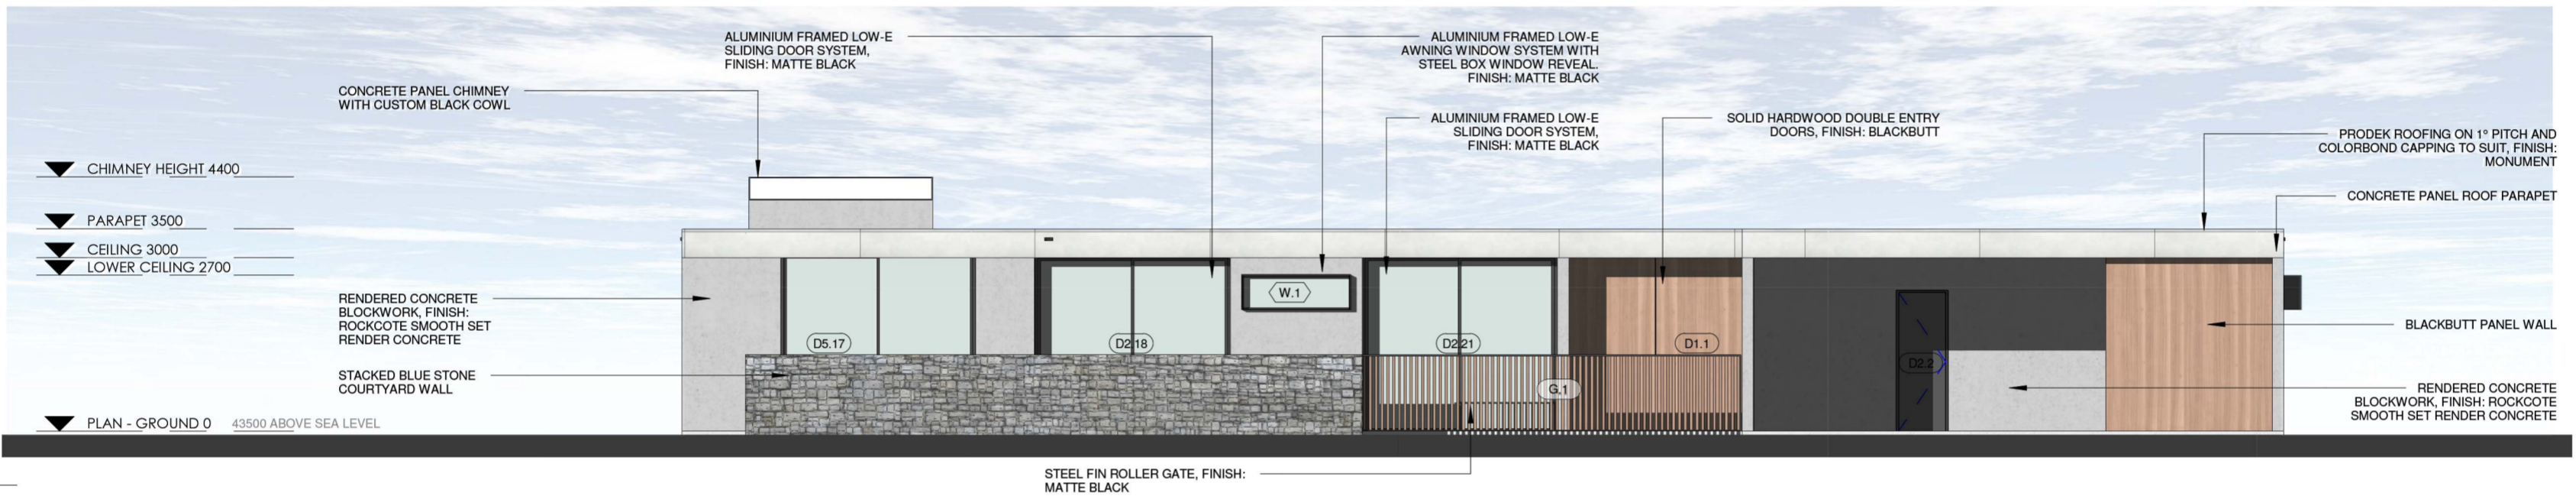 ALUMINIUM FRAMED LOW-E
SLIDING DOOR SYSTEM,
FINISH: MATTE BLACK
ALUMINIUM FRAMED LOW-E
AWNING WINDOW SYSTEM WITH
STEEL BOX WINDOW REVEAL.
FINISH: MATTE BLACK
CONCRETE PANEL CHIMNEY
WITH CUSTOM BLACK COWL
ALUMINIUM FRAMED LOW-E
SLIDING DOOR SYSTEM,
FINISH: MATTE BLACK
SOLID HARDWOOD DOUBLE ENTRY
DOORS, FINISH: BLACKBUTT
PRODEK ROOFING ON 1º PITCH AND
COLORBOND CAPPING TO SUIT, FINISH:
MONUMENT
CHIMNEY HEIGHT 4400
CONCRETE PANEL ROOF PARAPET
PARAPET 3500
CEILING 3000
LOWER CEILING 2700
W.1
RENDERED CONCRETE
BLOCKWORK, FINISH:
ROCKCOTE SMOOTH SET
RENDER CONCRETE
BLACKBUTT PANEL WALL
D5.17
D2.18
D2.21
D1.1
D2.2
STACKED BLUE STONE
COURTYARD WALL
G.1
RENDERED CONCRETE
BLOCKWORK, FINISH: ROCKCOTE
SMOOTH SET RENDER CONCRETE
PLAN - GROUND 0 43500 ABOVE SEA LEVEL
STEEL FIN ROLLER GATE, FINISH:
MATTE BLACK